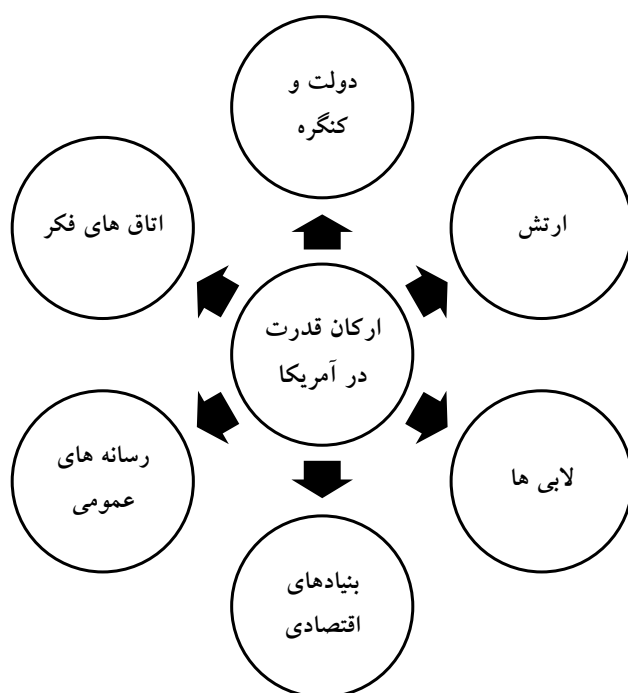 دولت و
کنگره
ارتش
لابی ها
بنیادهای
اقتصادی
رسانه های
عمومی
اتاق های فکر
ارکان قدرت
در آمریکا